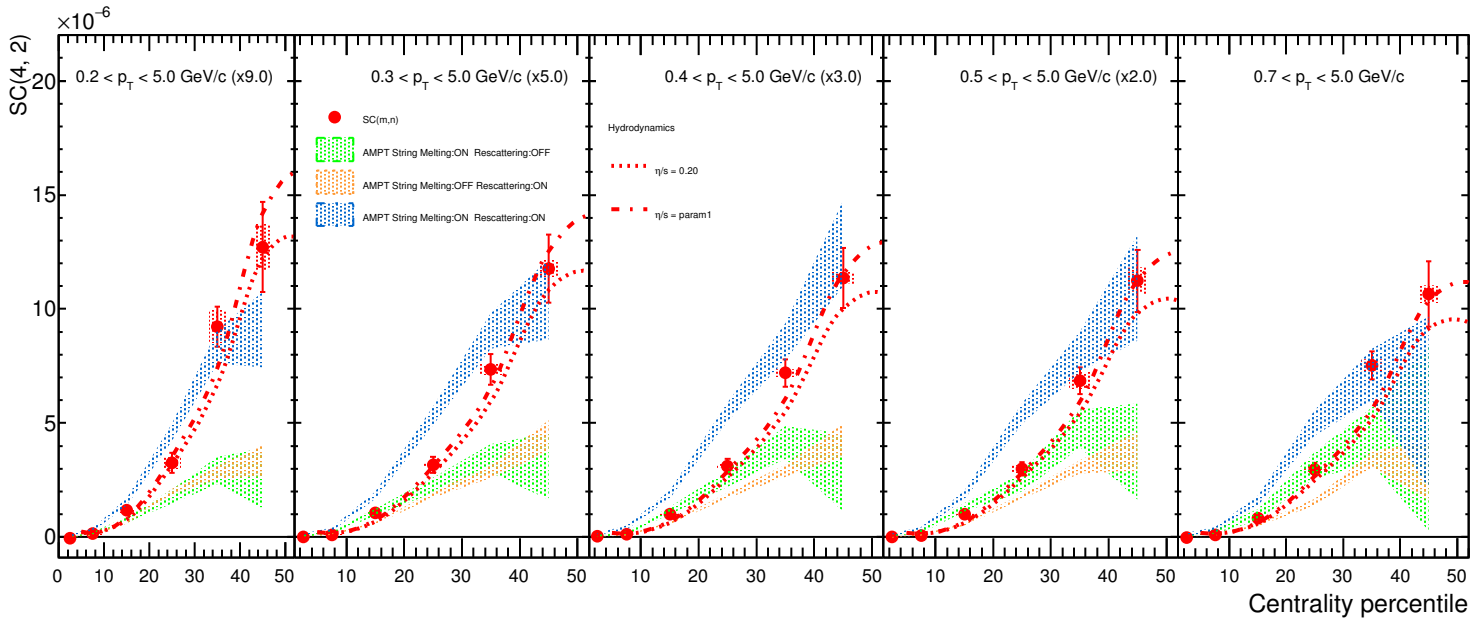 ×10⁻⁶
SC(4, 2)
20
15
10
5
0
0.2 < p_T < 5.0 GeV/c (x9.0)
0.3 < p_T < 5.0 GeV/c (x5.0)
0.4 < p_T < 5.0 GeV/c (x3.0)
0.5 < p_T < 5.0 GeV/c (x2.0)
0.7 < p_T < 5.0 GeV/c
SC(m,n)
AMPT String Melting:ON Rescattering:OFF
AMPT String Melting:OFF Rescattering:ON
AMPT String Melting:ON Rescattering:ON
Hydrodynamics
η/s = 0.20
η/s = param1
0 10 20 30 40 50
10 20 30 40 50
10 20 30 40 50
10 20 30 40 50
10 20 30 40 50
Centrality percentile